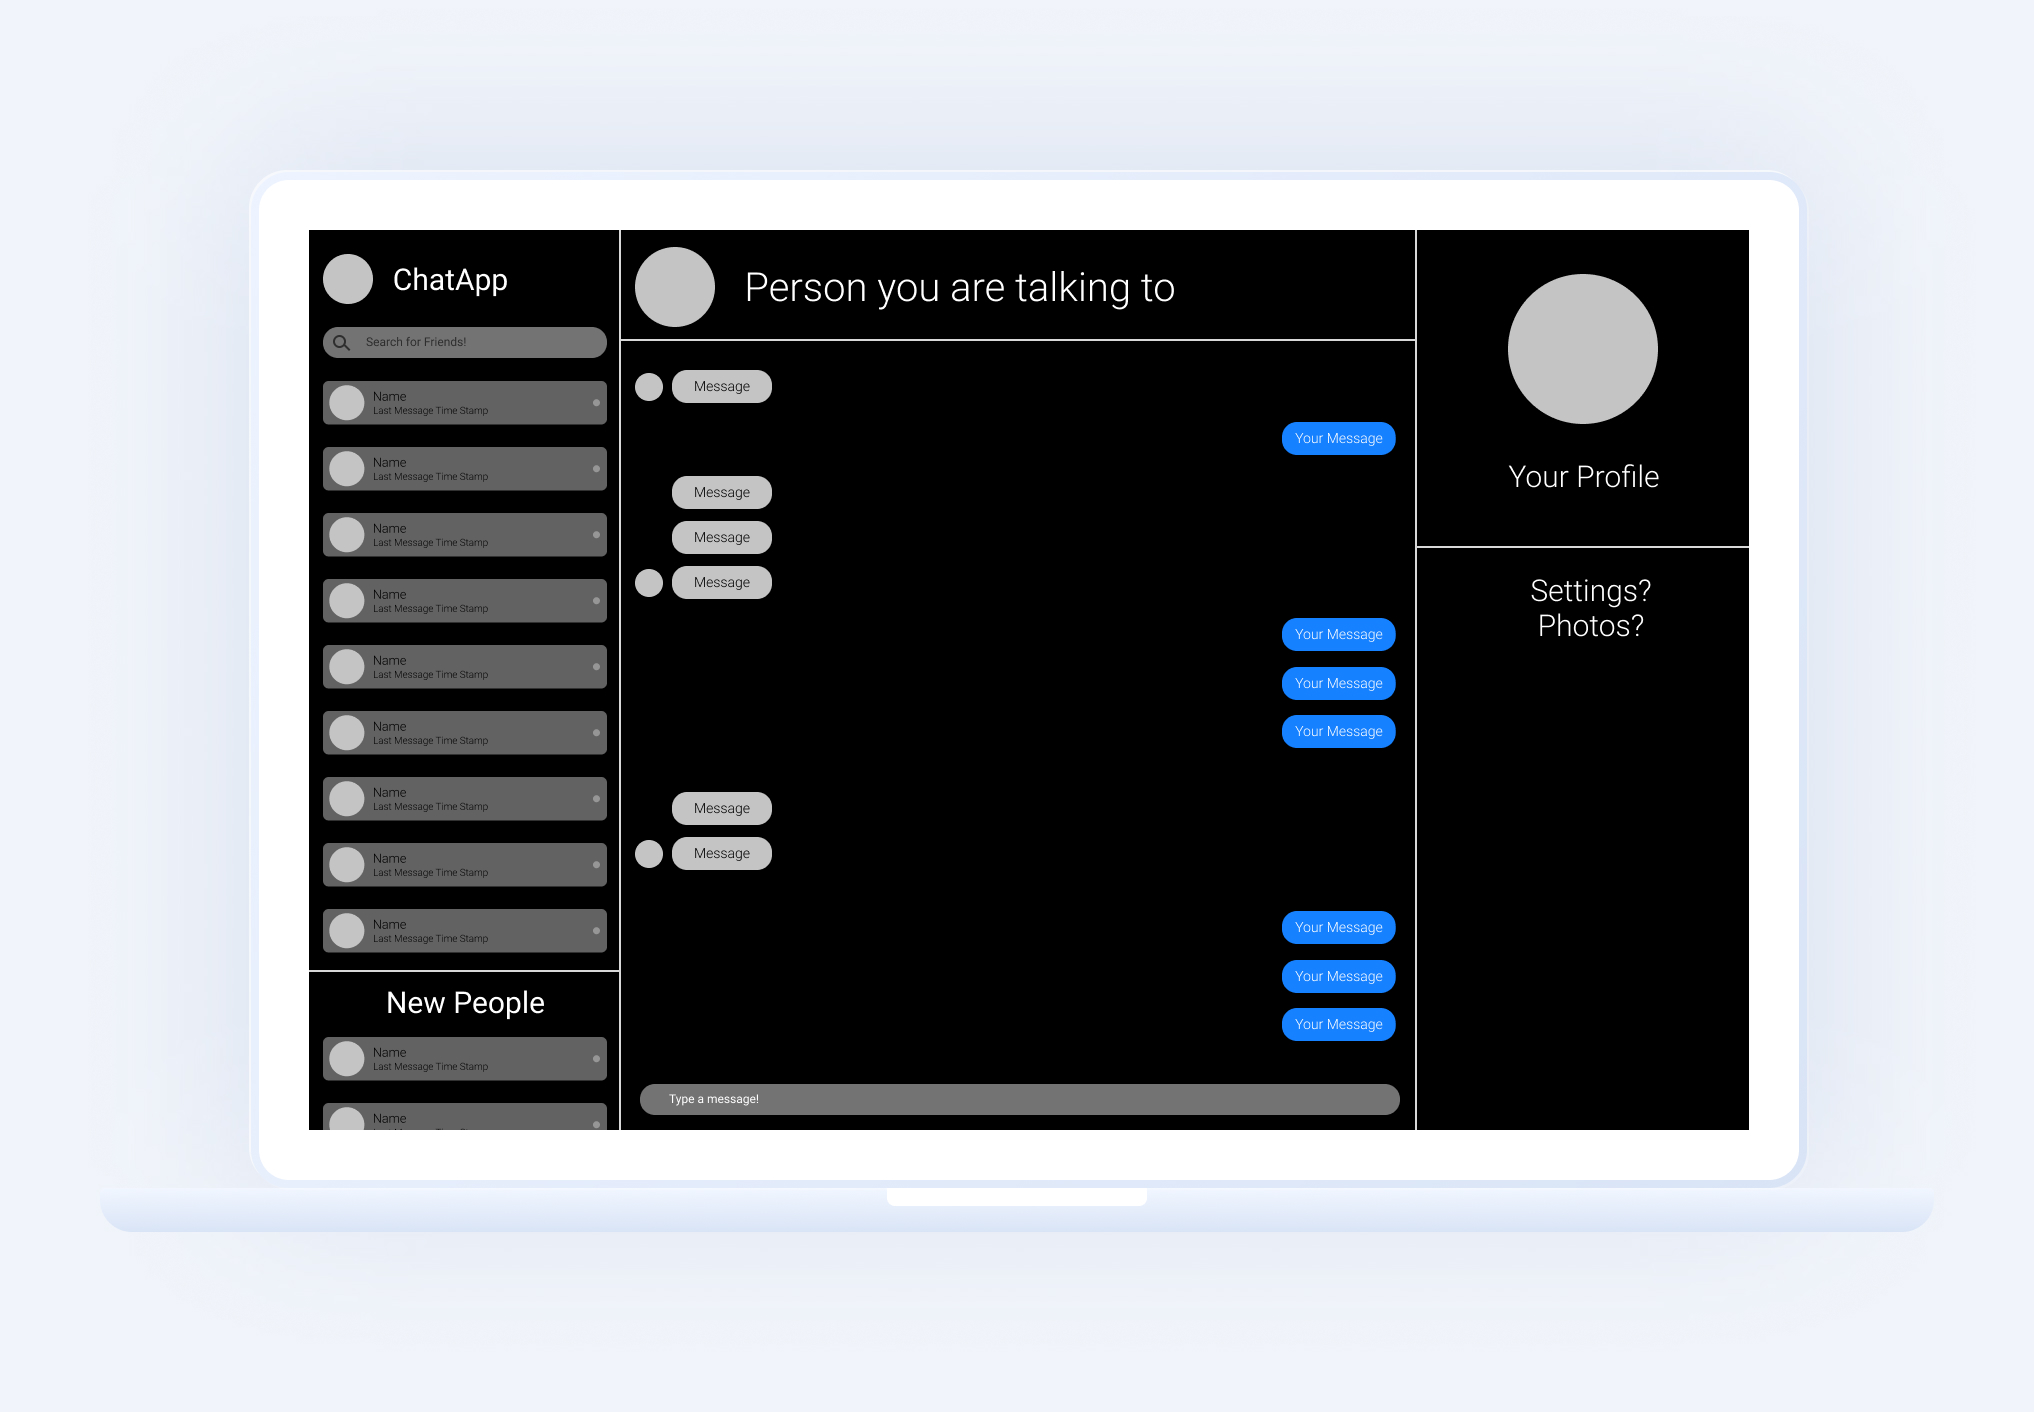 ChatApp
Search for Friends!
Name
Last Message Time Stamp
Name
Last Message Time Stamp
Name
Last Message Time Stamp
Name
Last Message Time Stamp
Name
Last Message Time Stamp
Name
Last Message Time Stamp
Name
Last Message Time Stamp
Name
Last Message Time Stamp
Name
Last Message Time Stamp
New People
Name
Last Message Time Stamp
Name
Person you are talking to
Message
Your Message
Message
Message
Message
Your Message
Your Message
Your Message
Message
Message
Your Message
Your Message
Your Message
Type a message!
Your Profile
Settings?
Photos?